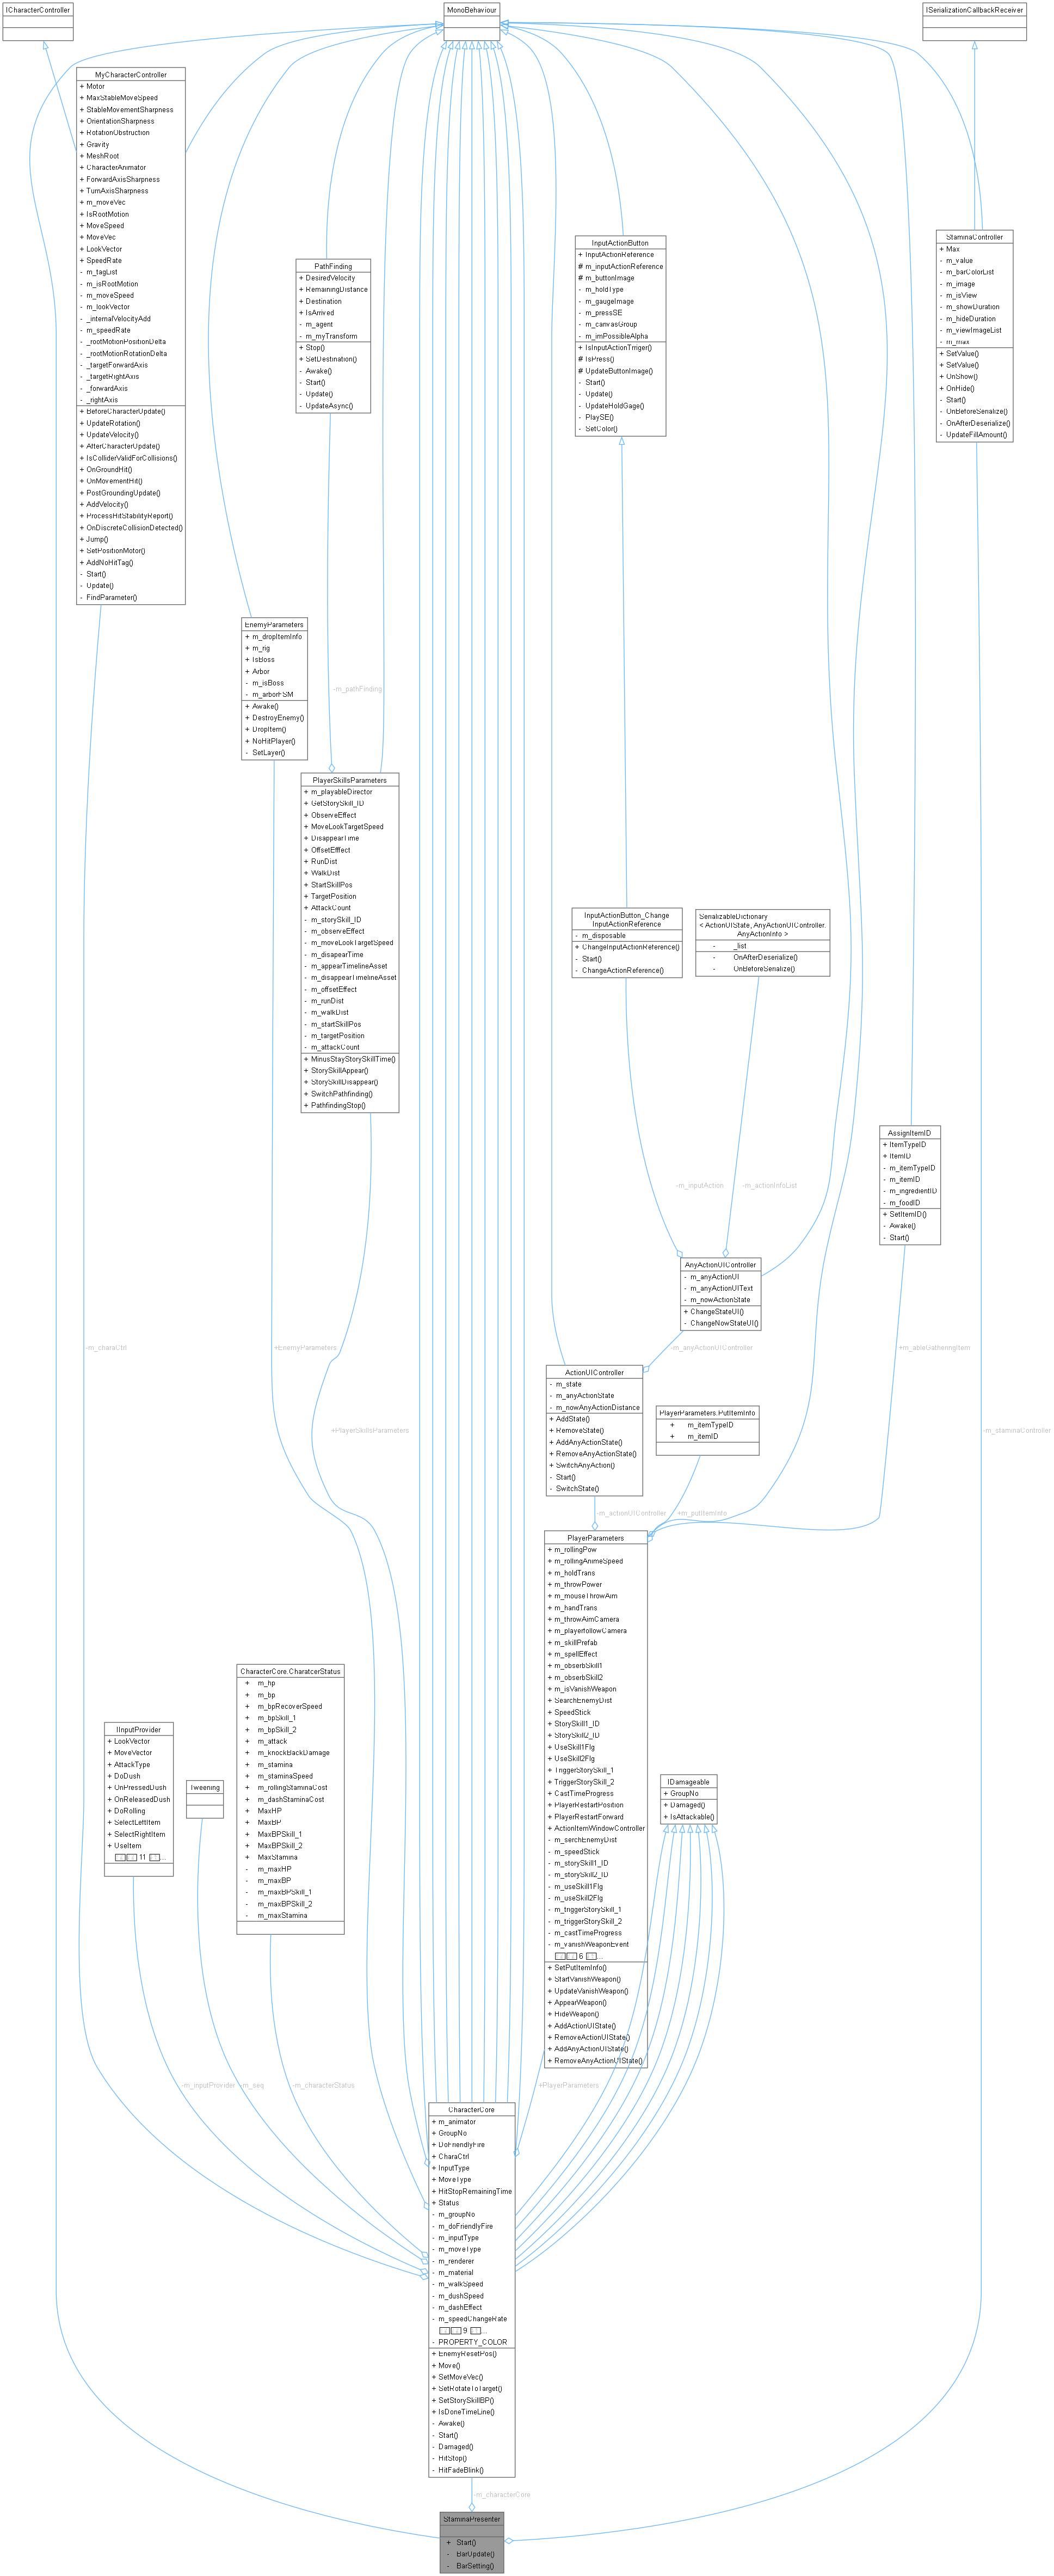 ICharacterController
MonoBehaviour
ISerializationCallbackReceiver
MyCharacterController
+ Motor
+ MaxStableMoveSpeed
+ StableMovementSharpness
+ OrientationSharpness
+ RotationObstruction
+ Gravity
+ MeshRoot
+ CharacterAnimator
+ ForwardAxisSharpness
+ TurnAxisSharpness
+ m_moveVec
+ IsRootMotion
+ MoveSpeed
+ MoveVec
+ LookVector
+ SpeedRate
- m_tagList
- m_isRootMotion
- m_moveSpeed
- m_lookVector
- _internalVelocityAdd
- m_speedRate
- _rootMotionPositionDelta
- _rootMotionRotationDelta
- _targetForwardAxis
- _targetRightAxis
- _forwardAxis
- _rightAxis
+ BeforeCharacterUpdate()
+ UpdateRotation()
+ UpdateVelocity()
+ AfterCharacterUpdate()
+ IsColliderValidForCollisions()
+ OnGroundHit()
+ OnMovementHit()
+ PostGroundingUpdate()
+ AddVelocity()
+ ProcessHitStabilityReport()
+ OnDiscreteCollisionDetected()
+ Jump()
+ SetPositionMotor()
+ AddNoHitTag()
- Start()
- Update()
- FindParameter()
PathFinding
+ DesiredVelocity
+ RemainingDistance
+ Destination
+ IsArrived
- m_agent
- m_myTransform
+ Stop()
+ SetDestination()
- Awake()
- Start()
- Update()
- UpdateAsync()
InputActionButton
+ InputActionReference
# m_inputActionReference
# m_buttonImage
- m_holdType
- m_gaugeImage
- m_pressSE
- m_canvasGroup
- m_imPossibleAlpha
+ IsInputActionTrriger()
# IsPress()
# UpdateButtonImage()
- Start()
- Update()
- UpdateHoldGage()
- PlaySE()
- SetColor()
StaminaController
+ Max
- m_value
- m_barColorList
- m_image
- m_isView
- m_showDuration
- m_hideDuration
- m_viewImageList
- m_max
+ SetValue()
+ SetValue()
+ OnShow()
+ OnHide()
- Start()
- OnBeforeSerialize()
- OnAfterDeserialize()
- UpdateFillAmount()
EnemyParameters
+ m_dropItemInfo
+ m_rig
+ IsBoss
+ Arbor
- m_isBoss
- m_arborFSM
+ Awake()
+ DestroyEnemy()
+ DropItem()
+ NoHitPlayer()
- SetLayer()
-m_pathFinding
PlayerSkillsParameters
+ m_playableDirector
+ GetStorySkill_ID
+ ObserveEffect
+ MoveLookTargetSpeed
+ DisappearTime
+ OffsetEfffect
+ RunDist
+ WalkDist
+ StartSkillPos
+ TargetPosition
+ AttackCount
- m_storySkill_ID
- m_observeEffect
- m_moveLookTargetSpeed
- m_disapearTime
- m_appearTimelineAsset
- m_disappearTimelineAsset
- m_offsetEffect
- m_runDist
- m_walkDist
- m_startSkillPos
- m_targetPosition
- m_attackCount
+ MinusStayStorySkillTime()
+ StorySkillAppear()
+ StorySkillDisappear()
+ SwitchPathfinding()
+ PathfindingStop()
InputActionButton_Change
InputActionReference
- m_disposable
+ ChangeInputActionReference()
- Start()
- ChangeActionReference()
SerializableDictionary
< ActionUIState, AnyActionUIController.
AnyActionInfo >
- _list
- OnAfterDeserialize()
- OnBeforeSerialize()
-m_inputAction
-m_actionInfoList
AssignItemID
+ ItemTypeID
+ ItemID
- m_itemTypeID
- m_itemID
- m_ingredientID
- m_foodID
+ SetItemID()
- Awake()
- Start()
AnyActionUIController
- m_anyActionUI
- m_anyActionUIText
- m_nowActionState
+ ChangeStateUI()
- ChangeNowStateUI()
-m_charaCtrl
+EnemyParameters
-m_anyActionUIController
+m_ableGatheringItem
ActionUIController
- m_state
- m_anyActionState
- m_nowAnyActionDistance
+ AddState()
+ RemoveState()
+ AddAnyActionState()
+ RemoveAnyActionState()
+ SwitchAnyAction()
- Start()
- SwitchState()
PlayerParameters.PutItemInfo
+ m_itemTypeID
+ m_itemID
+PlayerSkillsParameters
-m_staminaController
-m_actionUIController
+m_putItemInfo
PlayerParameters
+ m_rollingPow
+ m_rollingAnimeSpeed
+ m_holdTrans
+ m_throwPower
+ m_mouseThrowAim
+ m_handTrans
+ m_throwAimCamera
+ m_playerfollowCamera
+ m_skillPrefab
+ m_spellEffect
+ m_obserbSkill1
+ m_obserbSkill2
+ m_isVanishWeapon
+ SearchEnemyDist
+ SpeedStick
+ StorySkill1_ID
+ StorySkill2_ID
+ UseSkill1Flg
+ UseSkill2Flg
+ TriggerStorySkill_1
+ TriggerStorySkill_2
+ CastTimeProgress
+ PlayerRestartPosition
+ PlayerRestartForward
+ ActionItemWindowController
- m_serchEnemyDist
- m_speedStick
- m_storySkill1_ID
- m_storySkill2_ID
- m_useSkill1Flg
- m_useSkill2Flg
- m_triggerStorySkill_1
- m_triggerStorySkill_2
- m_castTimeProgress
- m_vanishWeaponEvent
6 ...
+ SetPutItemInfo()
+ StartVanishWeapon()
+ UpdateVanishWeapon()
+ AppearWeapon()
+ HideWeapon()
+ AddActionUIState()
+ RemoveActionUIState()
+ AddAnyActionUIState()
+ RemoveAnyActionUIState()
CharacterCore.CharatcerStatus
+ m_hp
+ m_bp
+ m_bpRecoverSpeed
+ m_bpSkill_1
+ m_bpSkill_2
+ m_attack
+ m_knockBackDamage
+ m_stamina
+ m_staminaSpeed
+ m_rollingStaminaCost
+ m_dashStaminaCost
+ MaxHP
+ MaxBP
+ MaxBPSkill_1
+ MaxBPSkill_2
+ MaxStamina
- m_maxHP
- m_maxBP
- m_maxBPSkill_1
- m_maxBPSkill_2
- m_maxStamina
IInputProvider
+ LookVector
+ MoveVector
+ AttackType
+ DoDush
+ OnPressedDush
+ OnReleasedDush
+ DoRolling
+ SelectLeftItem
+ SelectRightItem
+ UseItem
11 ...
Tweening
IDamageable
+ GroupNo
+ Damaged()
+ IsAttackable()
-m_inputProvider
-m_seq
-m_characterStatus
+PlayerParameters
CharacterCore
+ m_animator
+ GroupNo
+ DoFriendlyFire
+ CharaCtrl
+ InputType
+ MoveType
+ HitStopRemainingTime
+ Status
- m_groupNo
- m_doFriendlyFire
- m_inputType
- m_moveType
- m_renderer
- m_material
- m_walkSpeed
- m_dushSpeed
- m_dashEffect
- m_speedChangeRate
9 ...
- PROPERTY_COLOR
+ EnemyResetPos()
+ Move()
+ SetMoveVec()
+ SetRotateToTarget()
+ SetStorySkillBP()
+ IsDoneTimeLine()
- Awake()
- Start()
- Damaged()
- HitStop()
- HitFadeBlink()
-m_characterCore
StaminaPresenter
+ Start()
- BarUpdate()
- BarSetting()